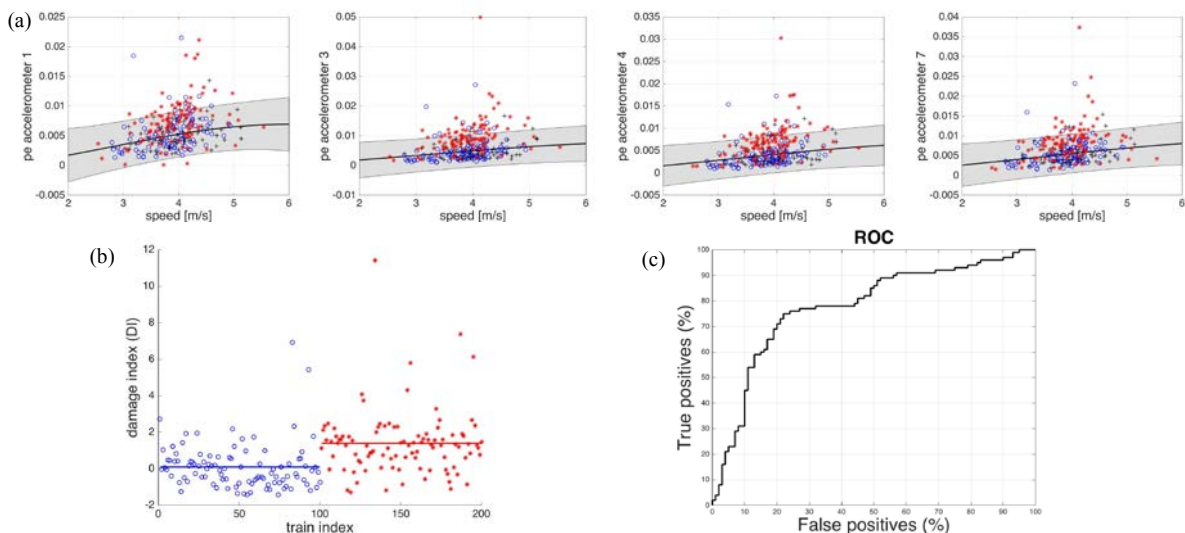 (a)
0.025
0.02
0.015
0.01
0.005
0
-0.005
pe accelerometer 1
2 3 4 5 6
speed [m/s]
0.05
0.04
0.03
0.02
0.01
0
-0.01
pe accelerometer 3
2 3 4 5 6
speed [m/s]
0.035
0.03
0.025
0.02
0.015
0.01
0.005
0
-0.005
pe accelerometer 4
2 3 4 5 6
speed [m/s]
0.04
0.035
0.03
0.025
0.02
0.015
0.01
0.005
0
-0.005
pe accelerometer 7
2 3 4 5 6
speed [m/s]
(b)
12
10
8
6
4
2
0
-2
damage index (DI)
0 50 100 150 200
train index
(c)
ROC
100
90
80
70
60
50
40
30
20
10
0
True positives (%)
0 10 20 30 40 50 60 70 80 90 100
False positives (%)